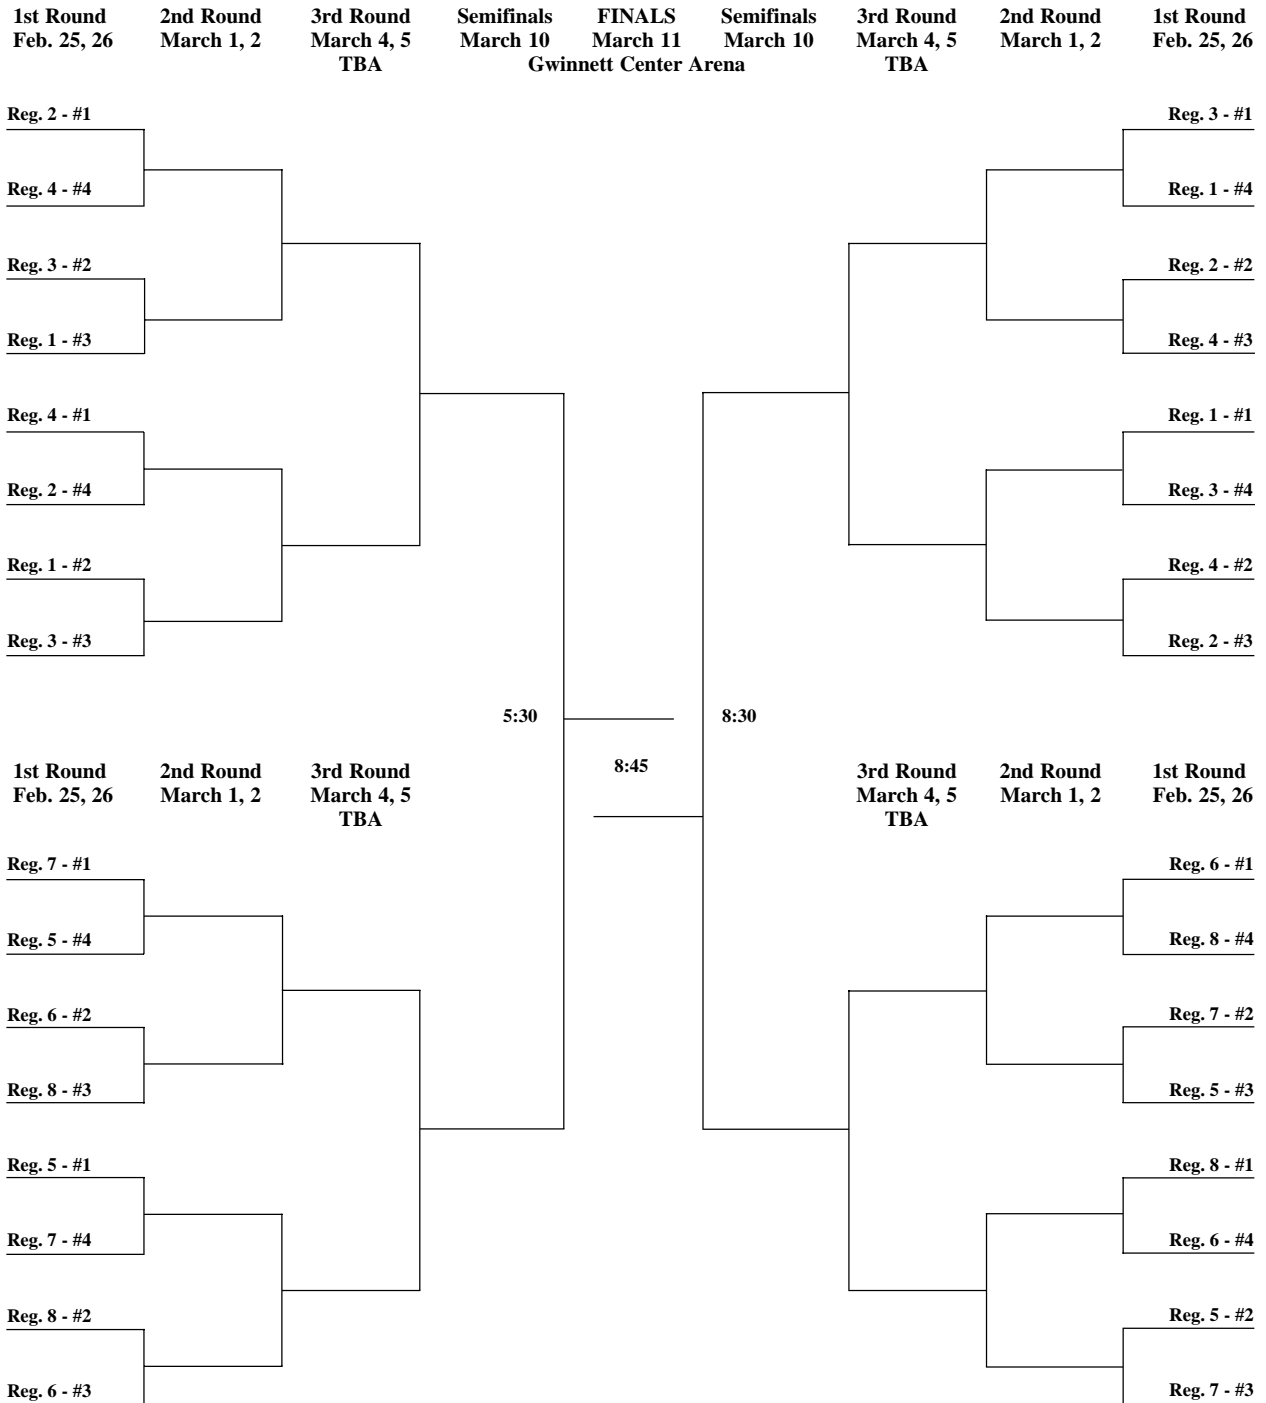 1st Round 2nd Round 3rd Round Semifinals FINALS Semifinals 3rd Round 2nd Round 1st Round
Feb. 25, 26 March 1, 2 March 4, 5 March 10 March 11 March 10 March 4, 5 March 1, 2 Feb. 25, 26
TBA Gwinnett Center Arena TBA
Reg. 2 - #1 Reg. 3 - #1
Reg. 4 - #4 Reg. 1 - #4
Reg. 3 - #2 Reg. 2 - #2
Reg. 1 - #3 Reg. 4 - #3
Reg. 4 - #1 Reg. 1 - #1
Reg. 2 - #4 Reg. 3 - #4
Reg. 1 - #2 Reg. 4 - #2
Reg. 3 - #3 Reg. 2 - #3
5:30 8:30
8:45
1st Round 2nd Round 3rd Round 3rd Round 2nd Round 1st Round
Feb. 25, 26 March 1, 2 March 4, 5 March 4, 5 March 1, 2 Feb. 25, 26
TBA TBA
Reg. 7 - #1 Reg. 6 - #1
Reg. 5 - #4 Reg. 8 - #4
Reg. 6 - #2 Reg. 7 - #2
Reg. 8 - #3 Reg. 5 - #3
Reg. 5 - #1 Reg. 8 - #1
Reg. 7 - #4 Reg. 6 - #4
Reg. 8 - #2 Reg. 5 - #2
Reg. 6 - #3 Reg. 7 - #3